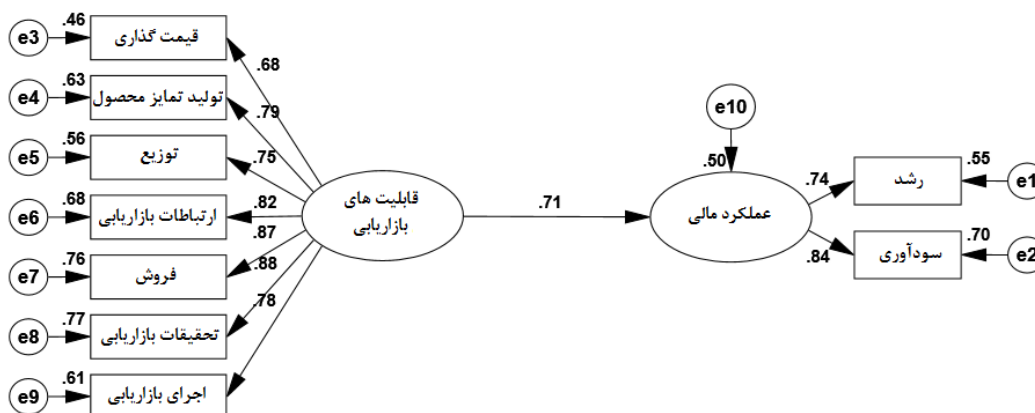 e3
.46
قیمت گذاری
.68
e4
.63
تولید تمایز محصول
.79
e5
.56
توزیع
.75
e6
.68
ارتباطات بازاریابی
.82
e7
.76
فروش
.87
e8
.77
تحقیقات بازاریابی
.88
e9
.61
اجرای بازاریابی
.78
قابلیت های
بازاریابی
.71
e10
.50
عملکرد مالی
.74
رشد
.55
e1
.84
سودآوری
.70
e2